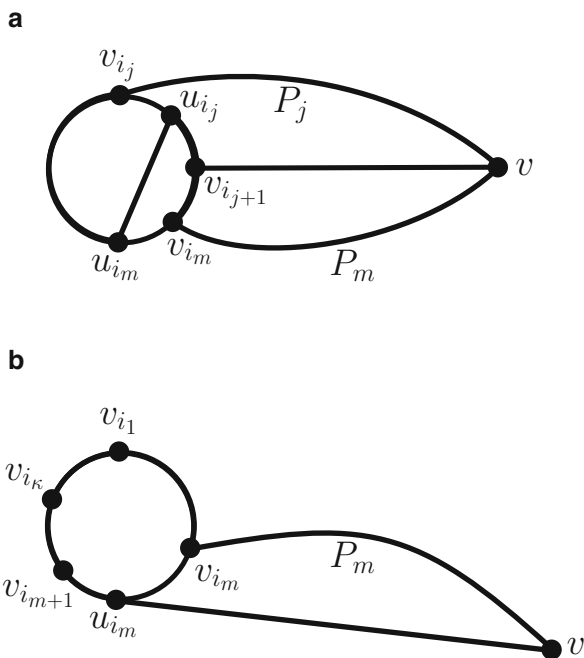 a
v_{i_j}
u_{i_j}
P_j
v
v_{i_{j+1}}
v_{i_m}
u_{i_m}
P_m
b
v_{i_1}
v_{i_κ}
P_m
v_{i_m}
v_{i_{m+1}}
u_{i_m}
v